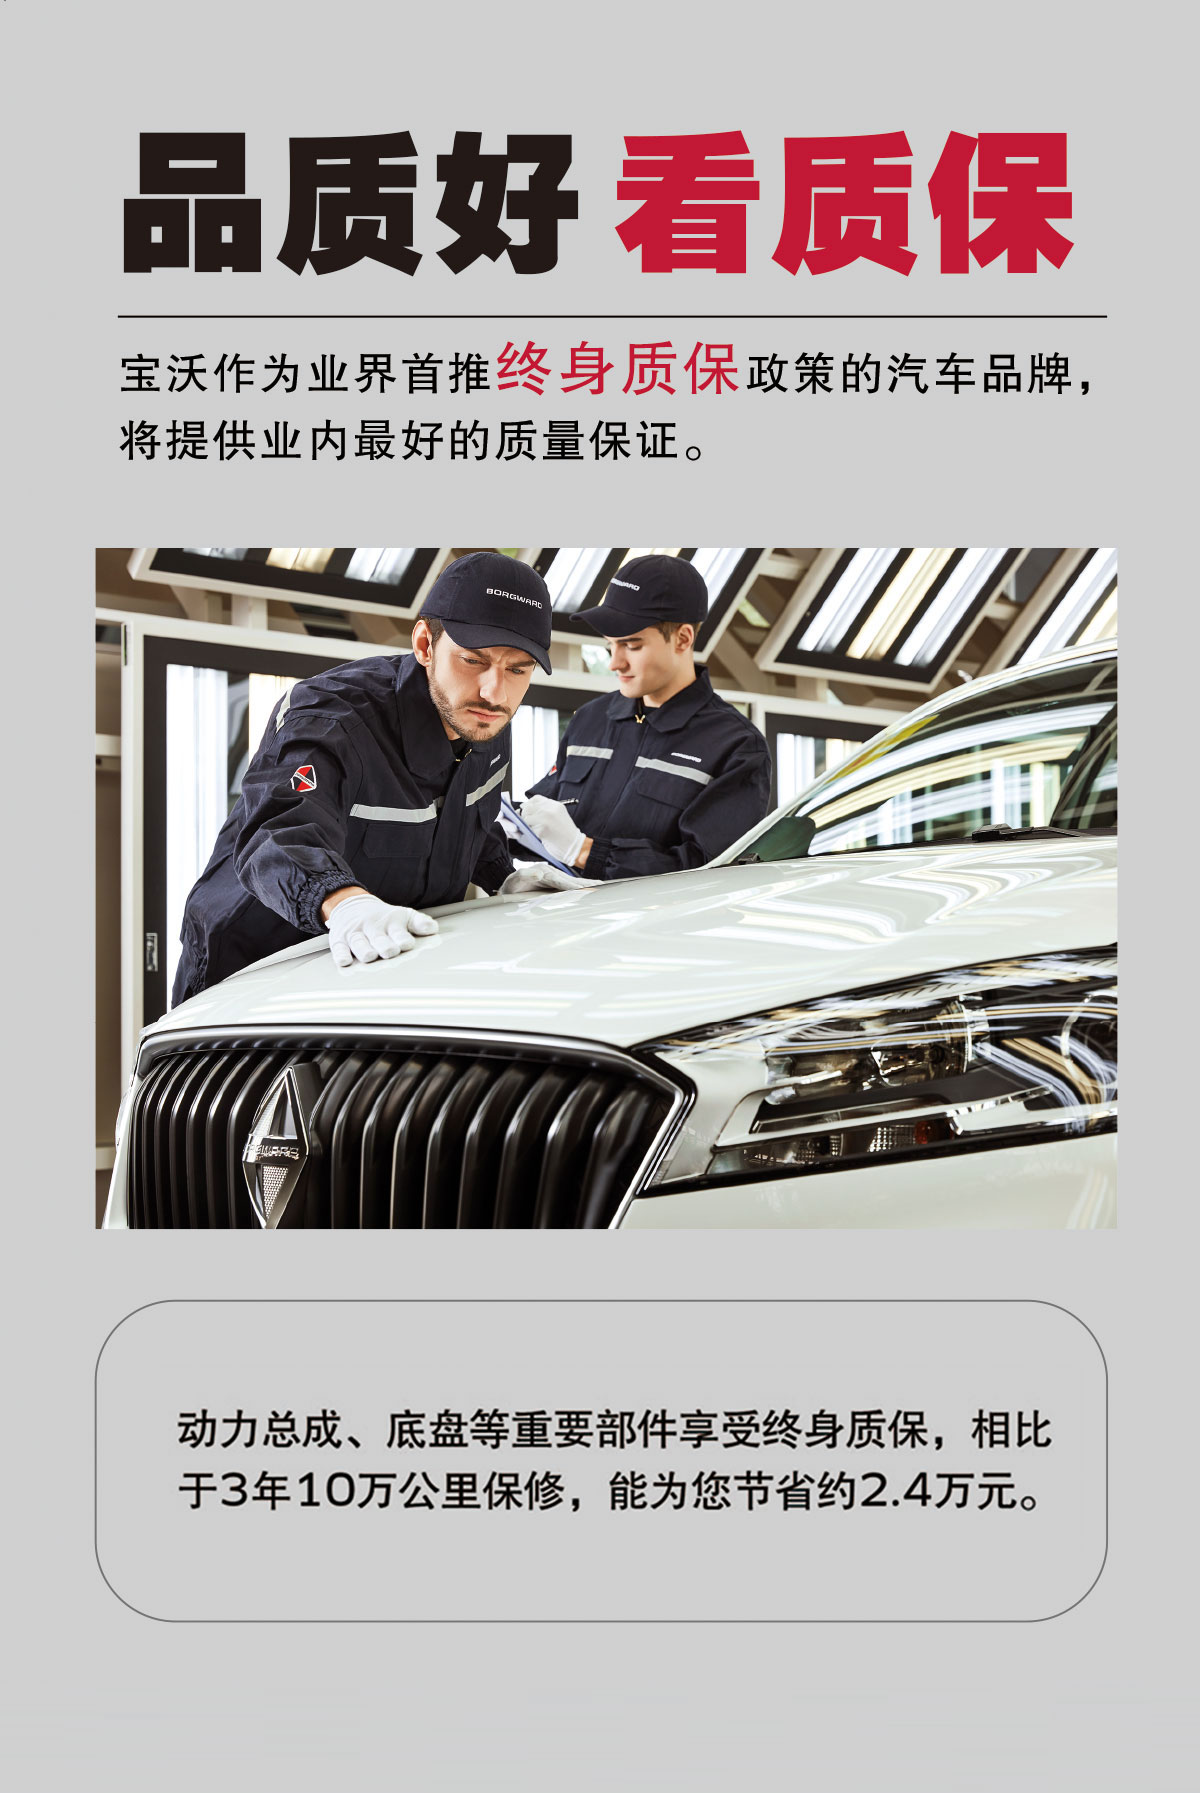 品质好 看质保
宝沃作为业界首推终身质保政策的汽车品牌，
将提供业内最好的质量保证。
BORGWARD
BORGWARD
动力总成、底盘等重要部件享受终身质保，相比
于3年10万公里保修，能为您节省约2.4万元。